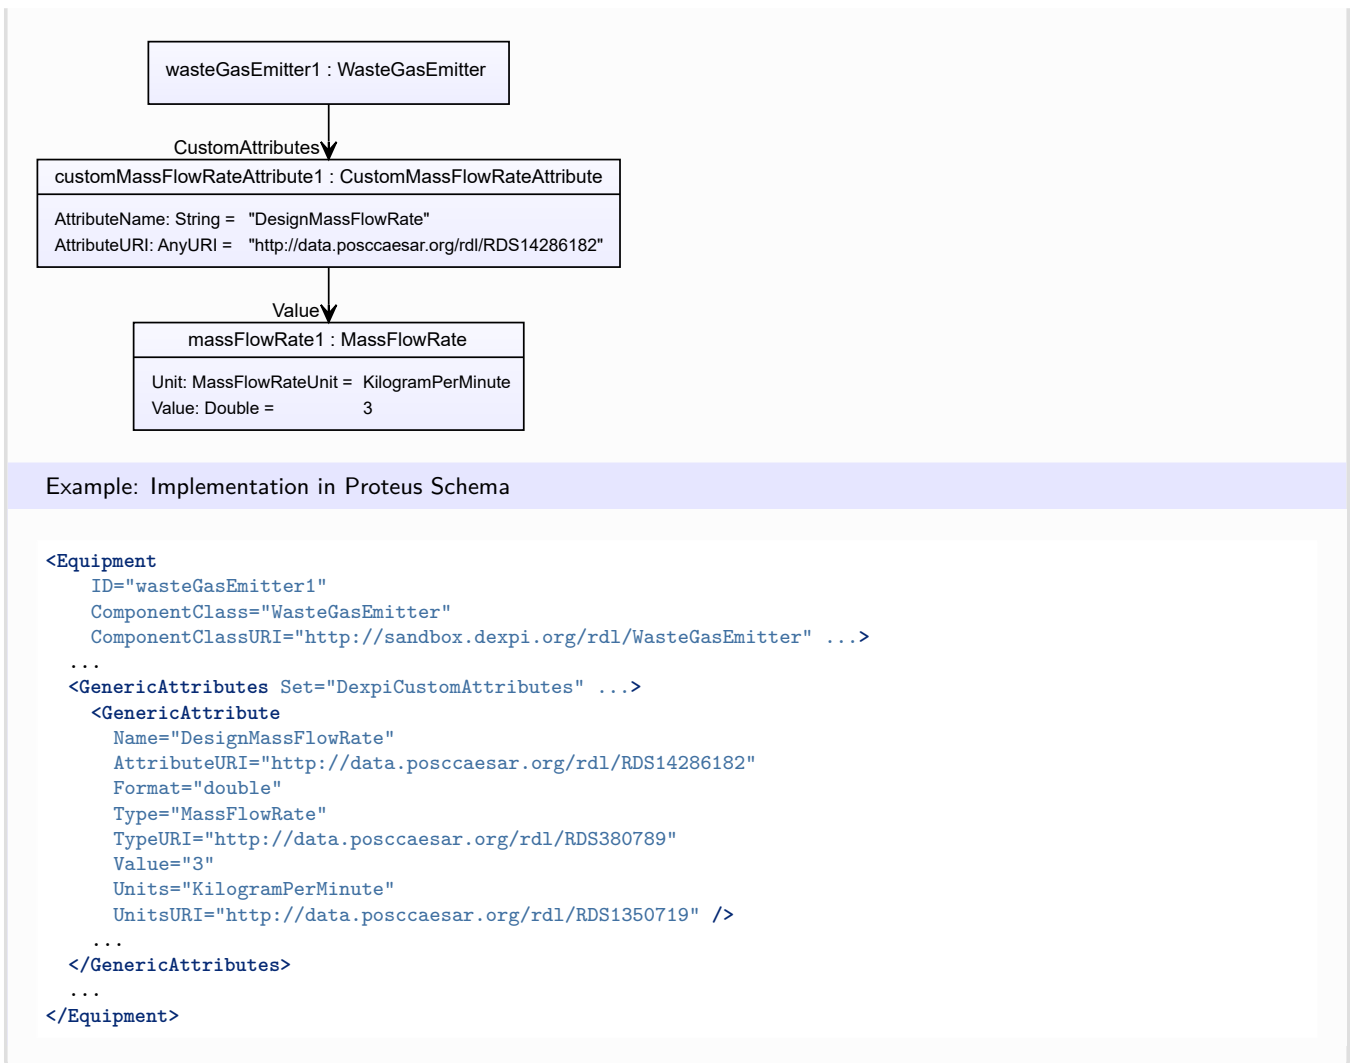 wasteGasEmitter1 : WasteGasEmitter
CustomAttributes
customMassFlowRateAttribute1 : CustomMassFlowRateAttribute
AttributeName: String = "DesignMassFlowRate"
AttributeURI: AnyURI = "http://data.posccaesar.org/rdl/RDS14286182"
Value
massFlowRate1 : MassFlowRate
Unit: MassFlowRateUnit = KilogramPerMinute
Value: Double = 3
Example: Implementation in Proteus Schema
<Equipment
ID="wasteGasEmitter1"
ComponentClass="WasteGasEmitter"
ComponentClassURI="http://sandbox.dexpi.org/rdl/WasteGasEmitter" ...>
...
<GenericAttributes Set="DexpiCustomAttributes" ...>
<GenericAttribute
Name="DesignMassFlowRate"
AttributeURI="http://data.posccaesar.org/rdl/RDS14286182"
Format="double"
Type="MassFlowRate"
TypeURI="http://data.posccaesar.org/rdl/RDS380789"
Value="3"
Units="KilogramPerMinute"
UnitsURI="http://data.posccaesar.org/rdl/RDS1350719" />
...
</GenericAttributes>
...
</Equipment>